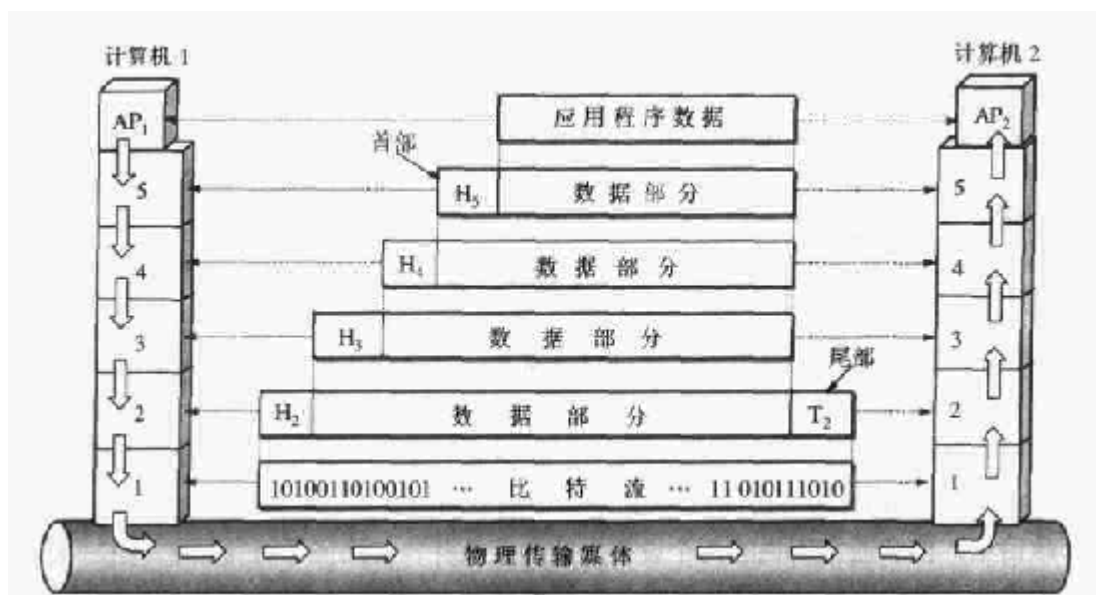 计算机 1
计算机 2
AP₁
应用程序数据
AP₂
首部
5
H₅ 数据部分
5
4
H₄ 数据部分
4
3
H₃ 数据部分
3
尾部
2
H₂ 数据部分 T₂
2
1
10100110100101 … 比特流 … 11 010111010
1
物理传输媒体